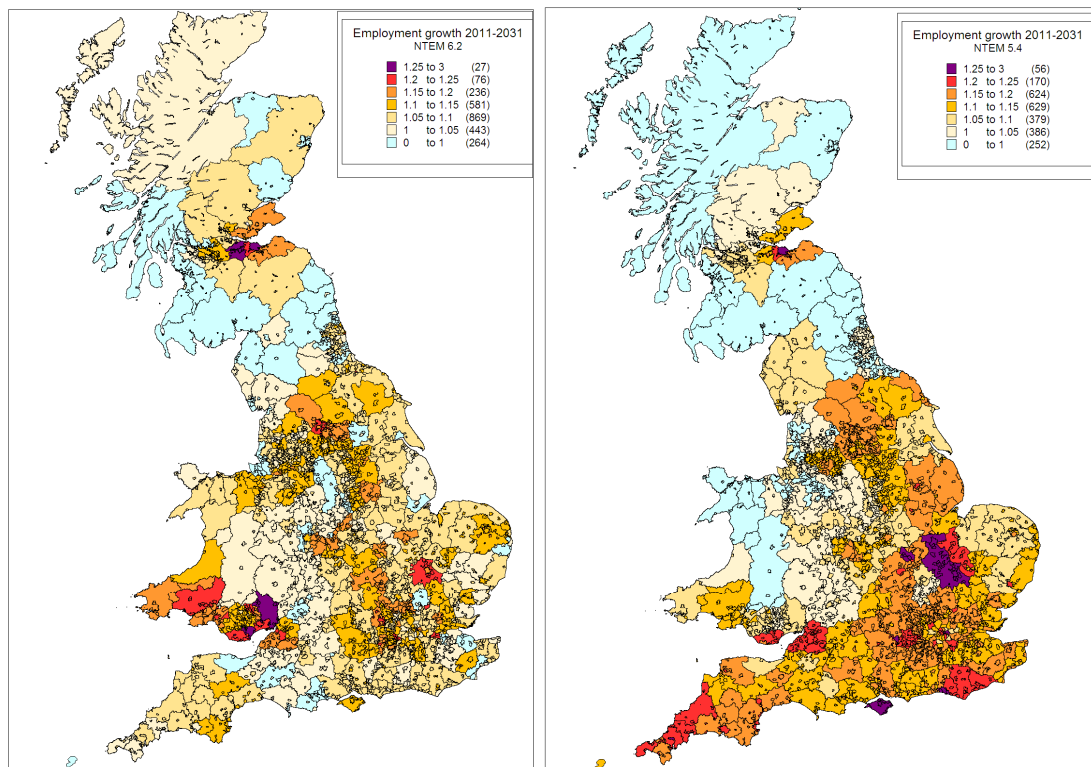 Employment growth 2011-2031
NTEM 6.2
1.25 to 3 (27)
1.2 to 1.25 (76)
1.15 to 1.2 (236)
1.1 to 1.15 (581)
1.05 to 1.1 (869)
1 to 1.05 (443)
0 to 1 (264)
Employment growth 2011-2031
NTEM 5.4
1.25 to 3 (56)
1.2 to 1.25 (170)
1.15 to 1.2 (624)
1.1 to 1.15 (629)
1.05 to 1.1 (379)
1 to 1.05 (386)
0 to 1 (252)